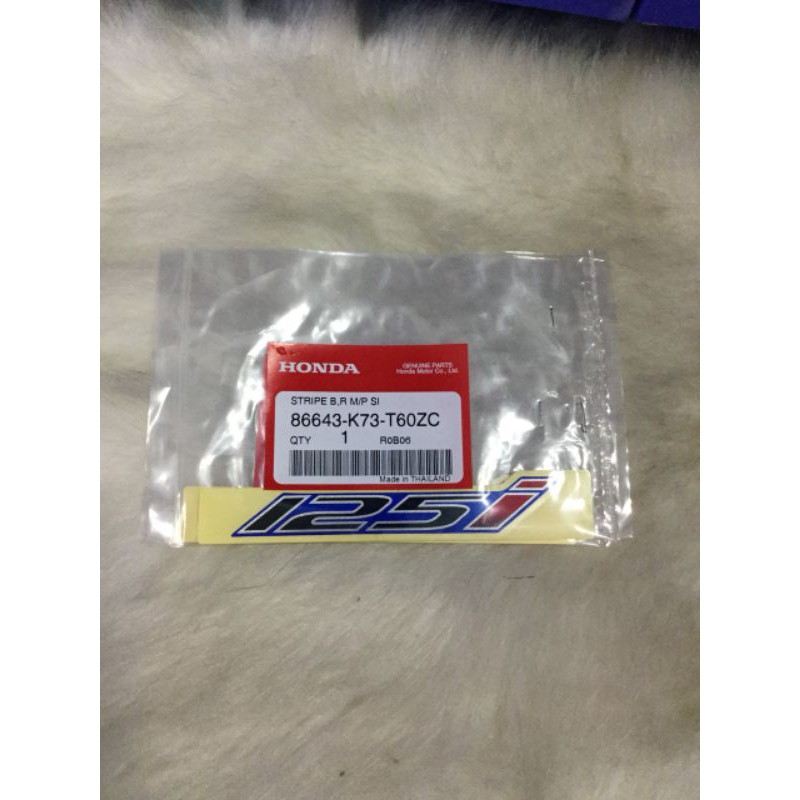 HONDA
GENUINE PARTS
Honda Motor Co., Ltd.
STRIPE B,R M/P SI
86643-K73-T60ZC
QTY 1 R0B06
Made in THAILAND
125i